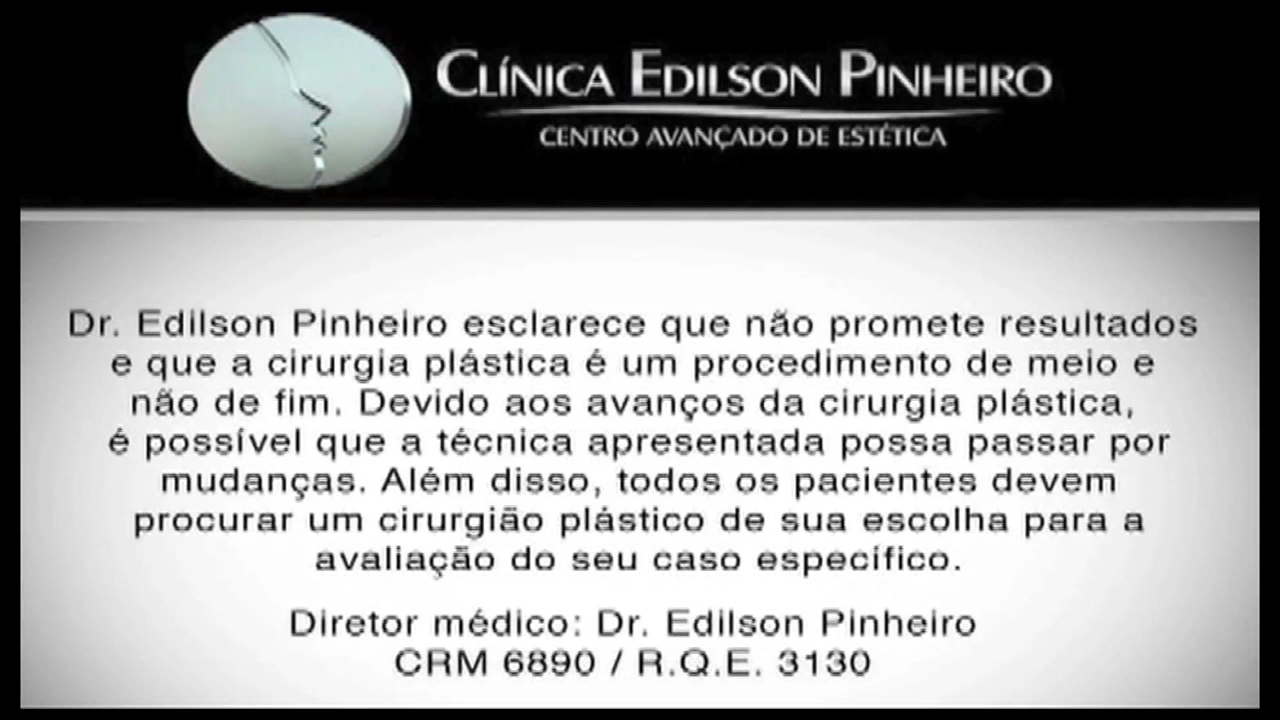 CLÍNICA EDILSON PINHEIRO
CENTRO AVANÇADO DE ESTÉTICA
Dr. Edilson Pinheiro esclarece que não promete resultados
e que a cirurgia plástica é um procedimento de meio e
não de fim. Devido aos avanços da cirurgia plástica,
é possível que a técnica apresentada possa passar por
mudanças. Além disso, todos os pacientes devem
procurar um cirurgião plástico de sua escolha para a
avaliação do seu caso específico.
Diretor médico: Dr. Edilson Pinheiro
CRM 6890 / R.Q.E. 3130